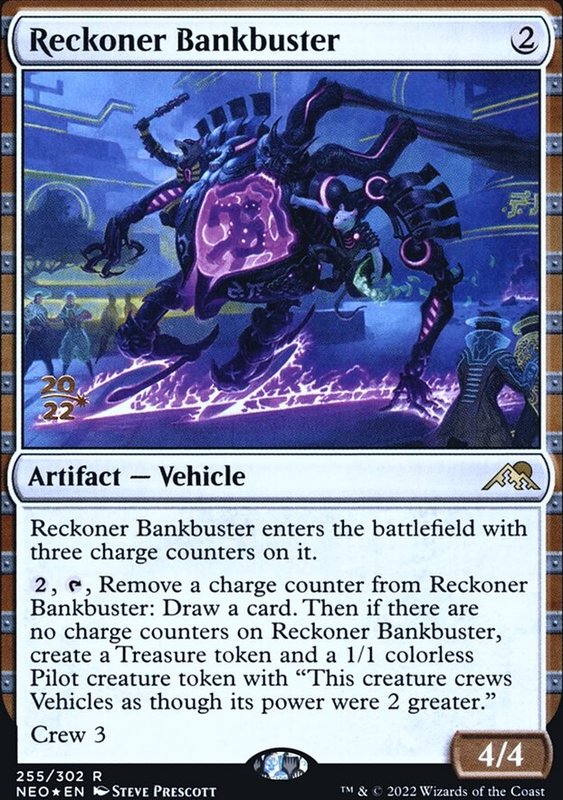 Reckoner Bankbuster 2
20
22*
Artifact — Vehicle
Reckoner Bankbuster enters the battlefield with
three charge counters on it.
2, , Remove a charge counter from Reckoner
Bankbuster: Draw a card. Then if there are
no charge counters on Reckoner Bankbuster,
create a Treasure token and a 1/1 colorless
Pilot creature token with “This creature crews
Vehicles as though its power were 2 greater.”
Crew 3
4/4
255/302 R
NEO★EN Steve Prescott
™ & © 2022 Wizards of the Coast